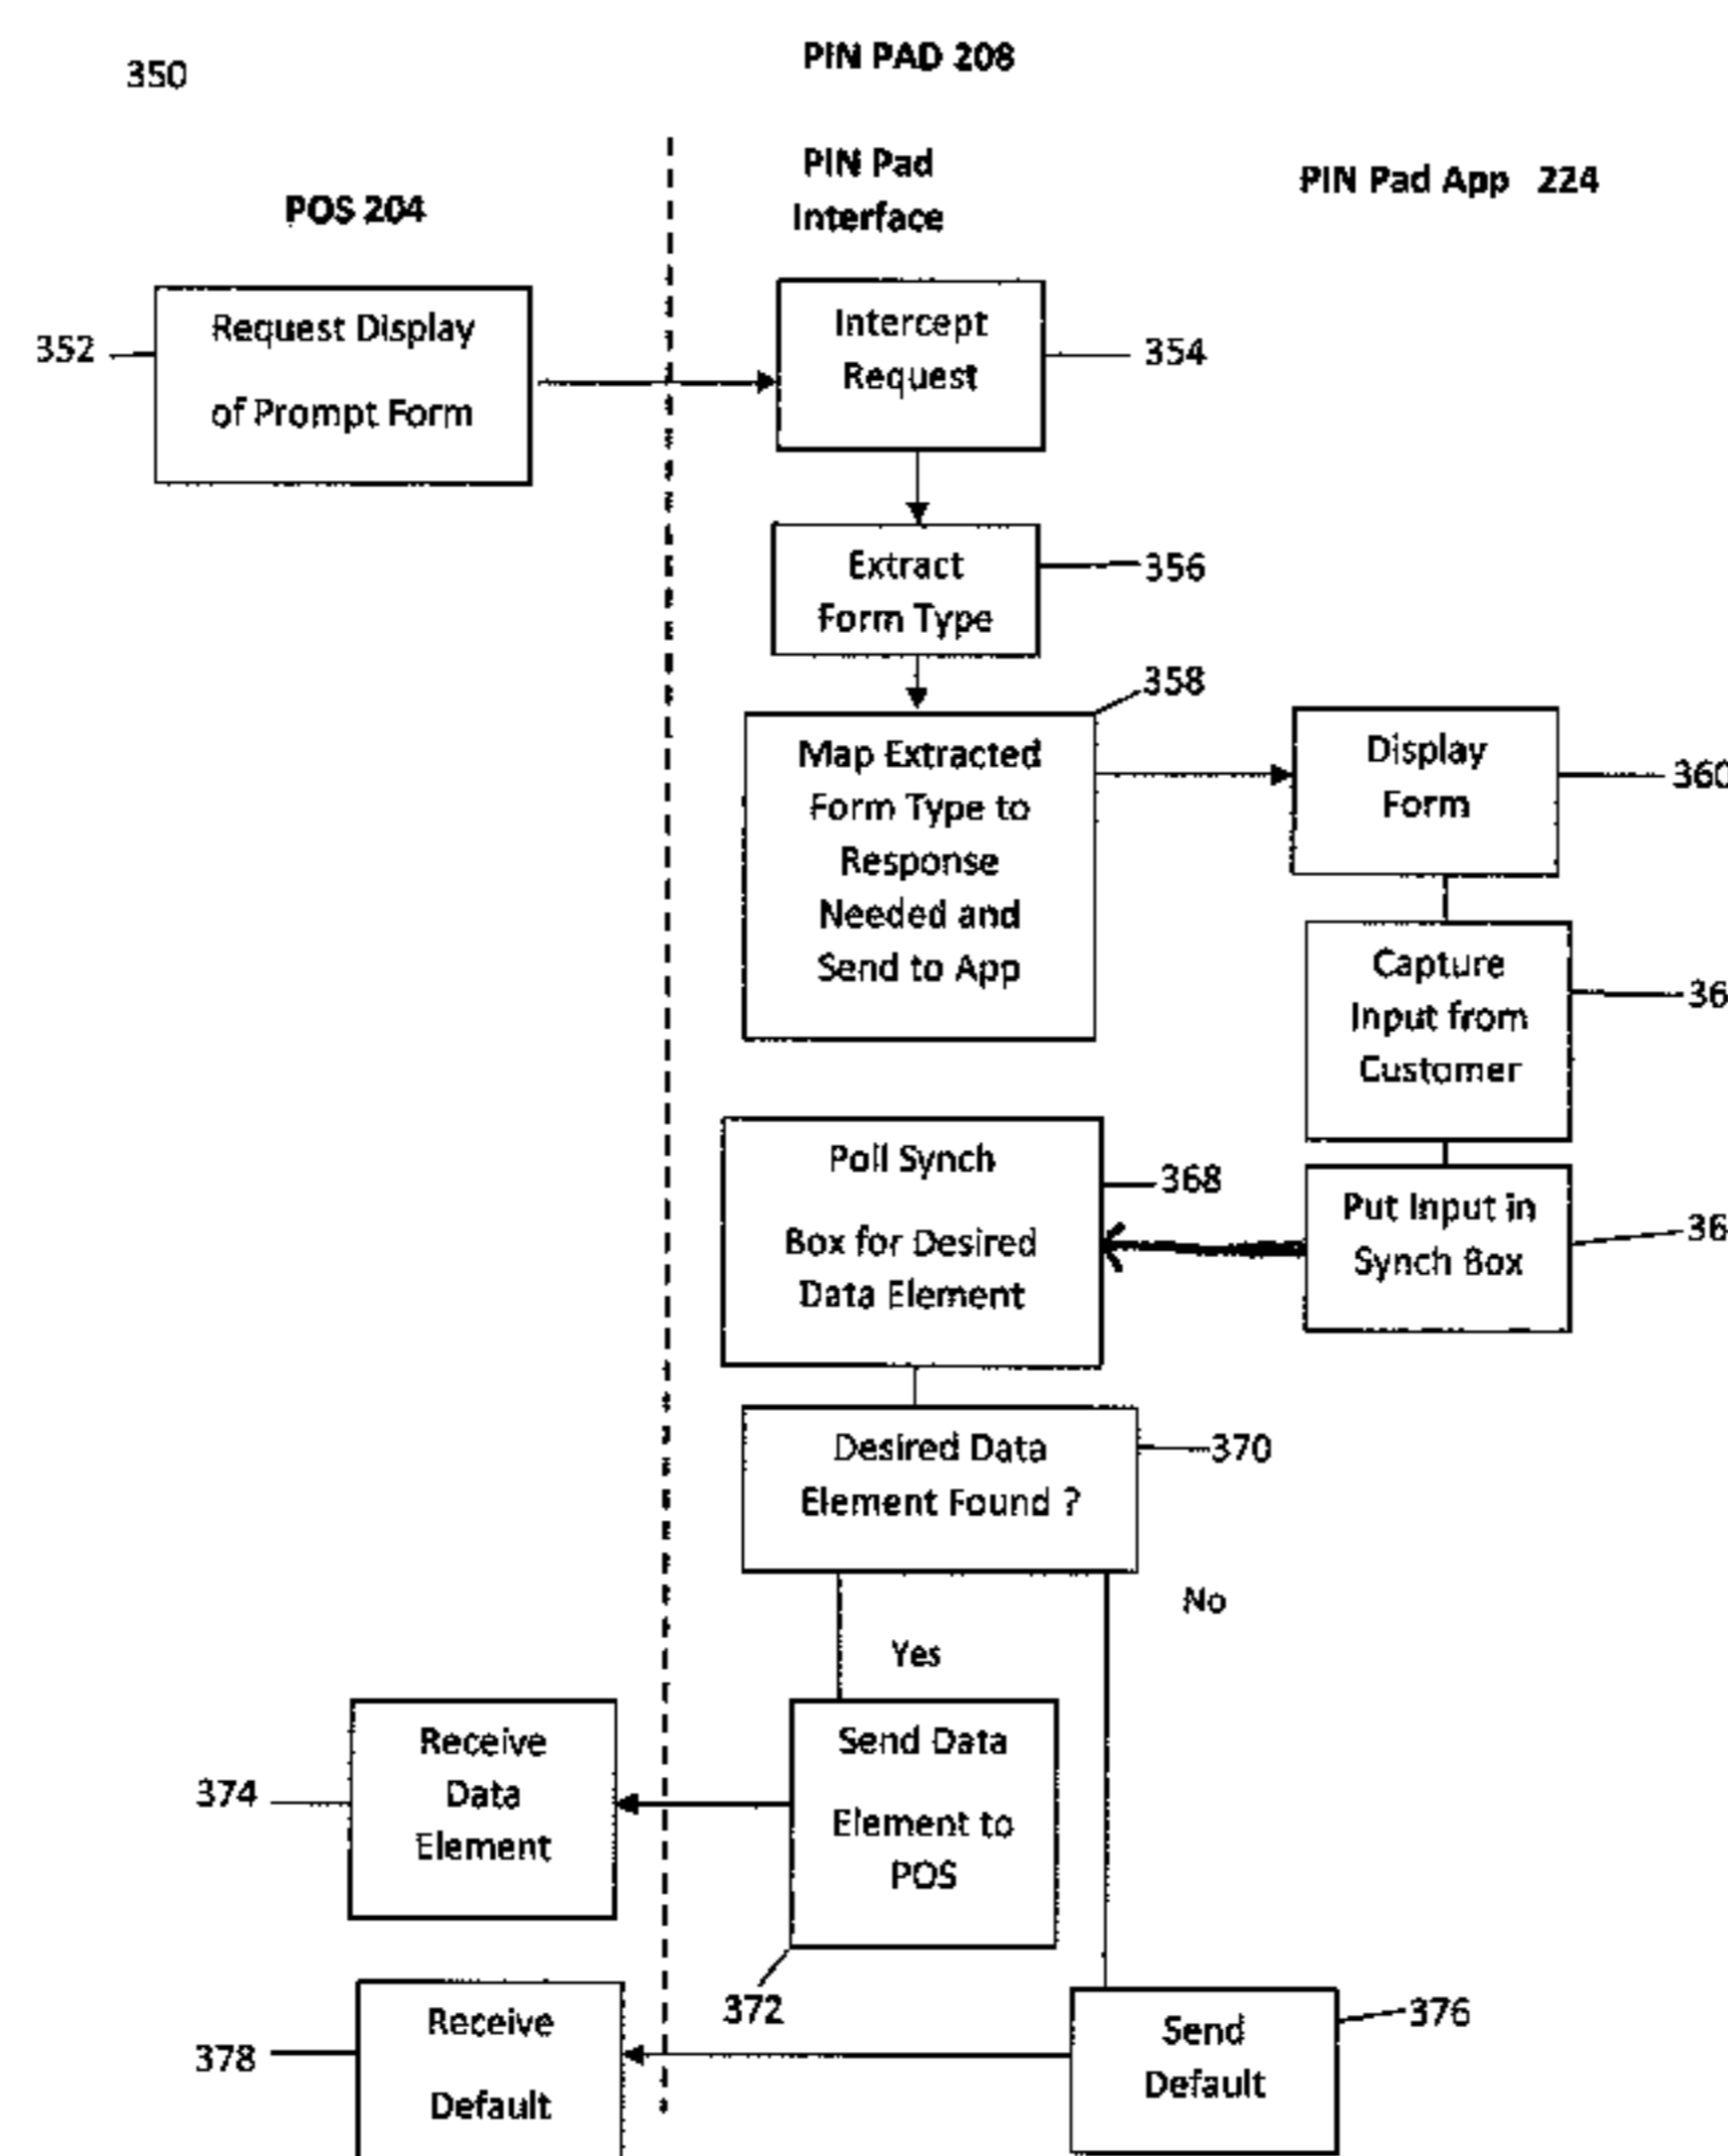 350
PIN PAD 208
PIN Pad
Interface
PIN Pad App 224
POS 204
352
Request Display
of Prompt Form
Intercept
Request
354
Extract
Form Type
356
358
Map Extracted
Form Type to
Response
Needed and
Send to App
Display
Form
360
Capture
Input from
Customer
36
Poll Synch
Box for Desired
Data Element
368
Put Input in
Synch Box
36
Desired Data
Element Found ?
370
No
Yes
374
Receive
Data
Element
Send Data
Element to
POS
372
378
Receive
Default
Send
Default
376